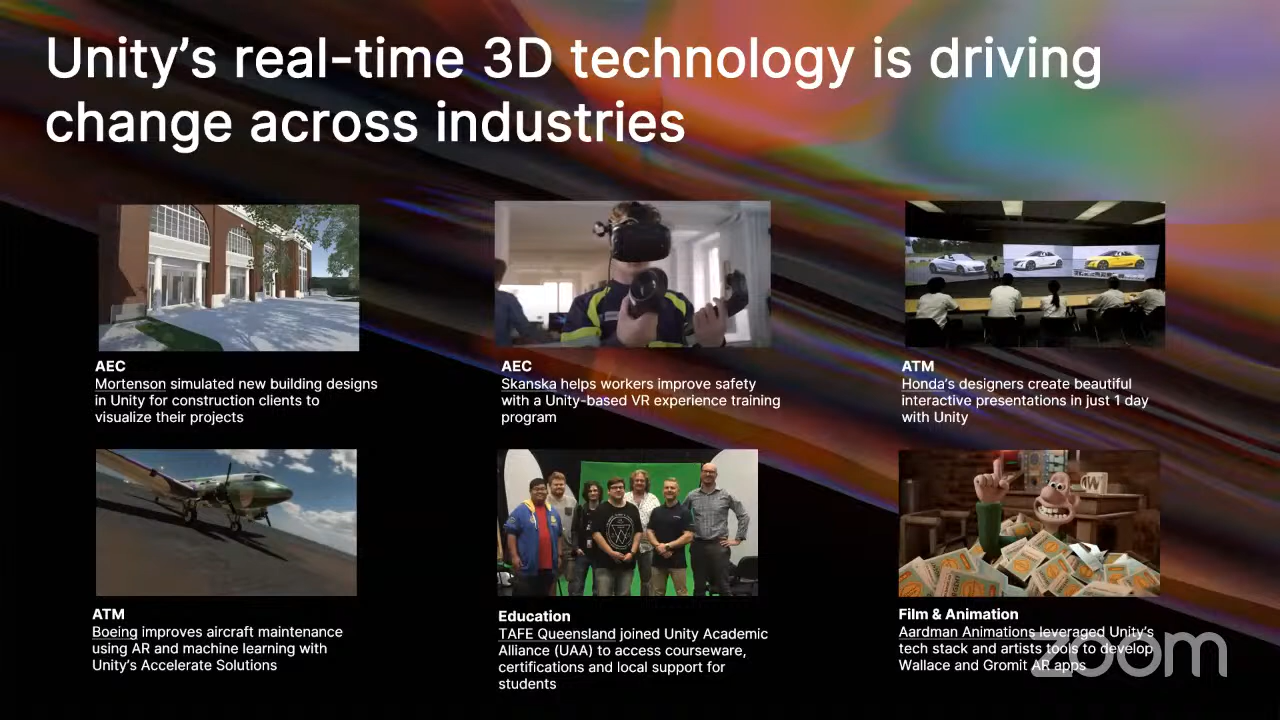 Unity’s real-time 3D technology is driving
change across industries
AEC
Mortenson simulated new building designs
in Unity for construction clients to
visualize their projects
AEC
Skanska helps workers improve safety
with a Unity-based VR experience training
program
ATM
Honda's designers create beautiful
interactive presentations in just 1 day
with Unity
W
ATM
Boeing improves aircraft maintenance
using AR and machine learning with
Unity’s Accelerate Solutions
Education
TAFE Queensland joined Unity Academic
Alliance (UAA) to access courseware,
certifications and local support for
students
Film & Animation
Aardman Animations leveraged Unity’s
tech stack and artists tools to develop
Wallace and Gromit AR apps
zoom